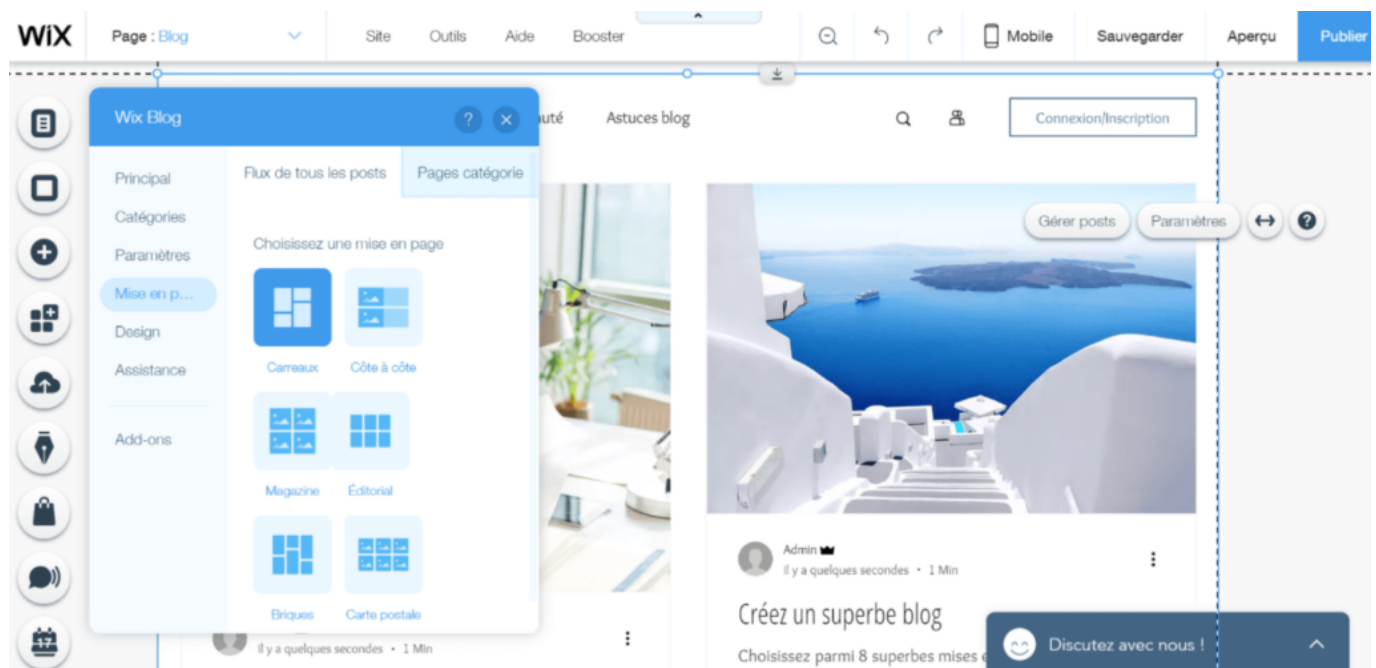 WiX
Page : Blog
Site
Outils
Aide
Booster
Mobile
Sauvegarder
Aperçu
Publier
Wix Blog
?
uté
Astuces blog
Connexion/Inscription
Principal
Catégories
Paramètres
Mise en p...
Design
Assistance
Add-ons
Flux de tous les posts
Pages catégorie
Choisissez une mise en page
Carreaux
Côte à côte
Magazine
Éditorial
Briques
Carte postale
Gérer posts
Paramètres
?
17
Il y a quelques secondes • 1 Min
Admin
il y a quelques secondes • 1 Min
Créez un superbe blog
Choisissez parmi 8 superbes mises
Discutez avec nous !